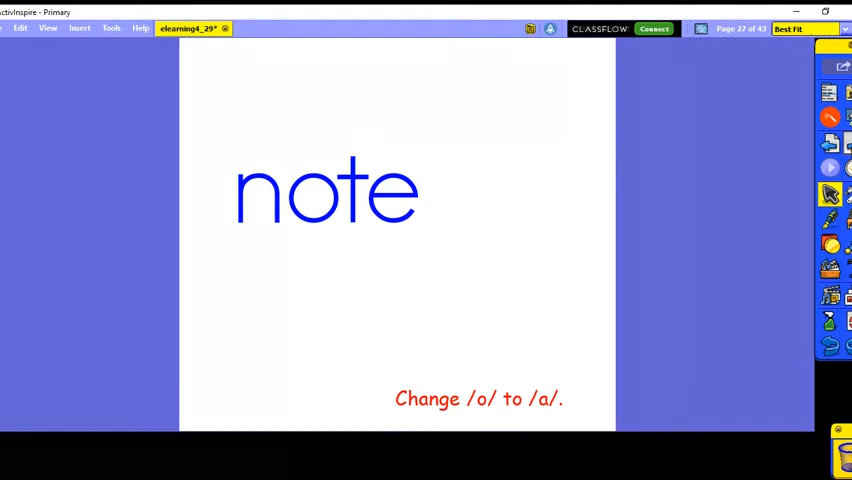 ActivInspire - Primary
Edit View Insert Tools Help elearning4_29* CLASSFLOW Connect Page 27 of 43 Best Fit
note
Change /o/ to /a/.